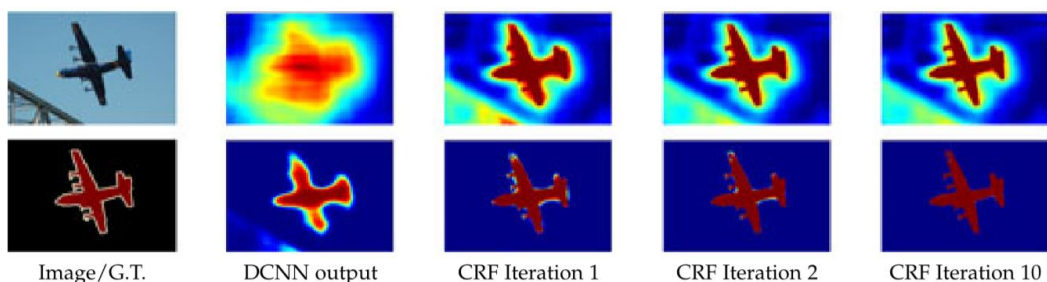 Image/G.T.
DCNN output
CRF Iteration 1
CRF Iteration 2
CRF Iteration 10